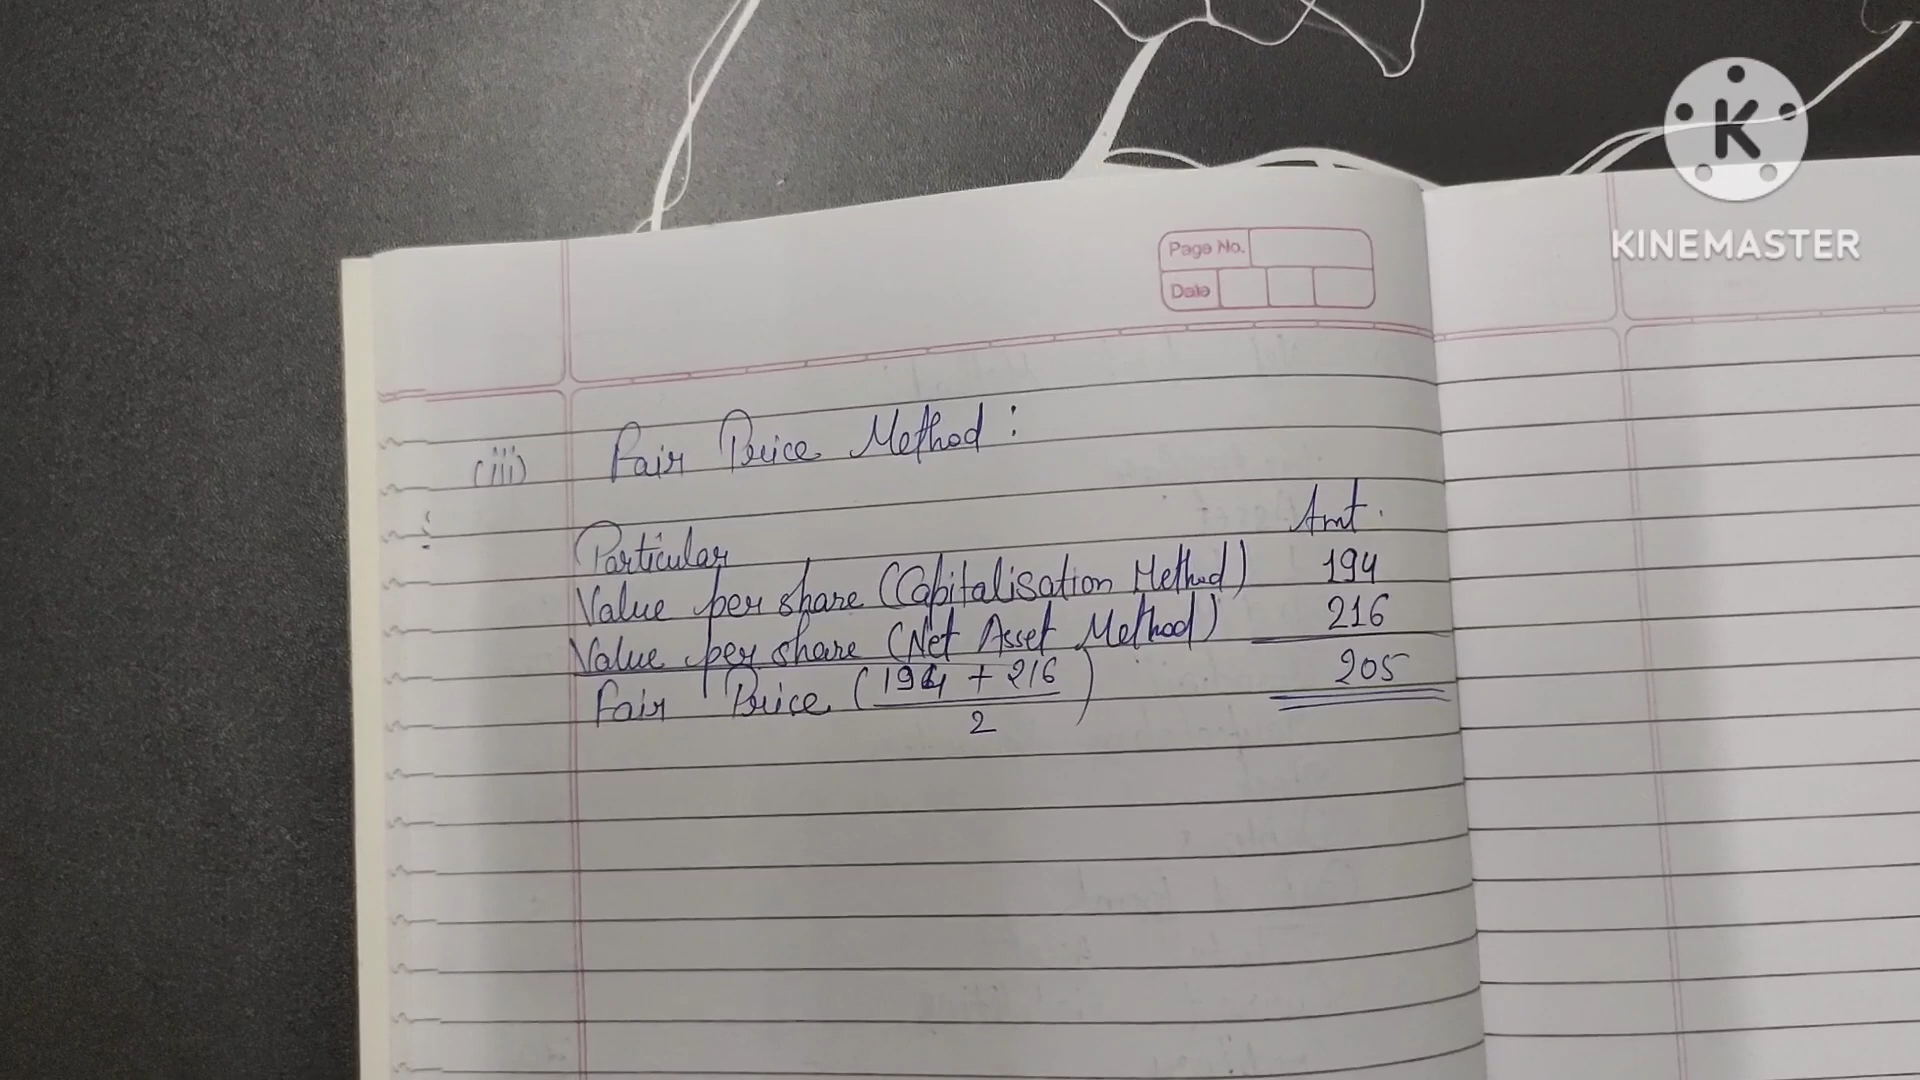 K
KINEMASTER
Page No.
Date
(iii) Fair Price Method :
Particular Amt.
Value per share (Capitalisation Method) 194
Value per share (Net Asset Method) 216
Fair Price (194 + 216 / 2) 205